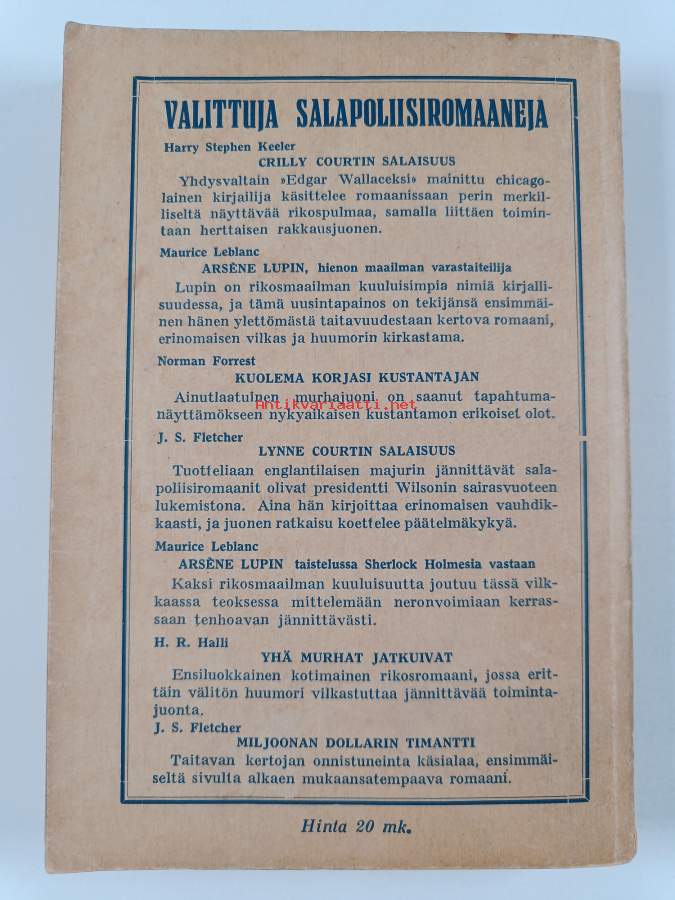 VALITTUJA SALAPOLIISIROMAANEJA
Harry Stephen Keeler
CRILLY COURTIN SALAISUUS
Yhdysvaltain »Edgar Wallaceksi» mainittu chicago-
lainen kirjailija käsittelee romaanissaan perin merkil-
liseltä näyttävää rikospulmaa, samalla liittäen toimin-
taan herttaisen rakkausjuonen.
Maurice Leblanc
ARSÈNE LUPIN, hienon maailman varastaiteilija
Lupin on rikosmaailman kuuluisimpia nimiä kirjalli-
suudessa, ja tämä uusintapainos on tekijänsä ensimmäi-
nen hänen ylettömästä taitavuudestaan kertova romaani,
erinomaisen vilkas ja huumorin kirkastama.
Norman Forrest
KUOLEMA KORJASI KUSTANTAJAN
Ainutlaatuinen murhajuoni on saanut tapahtuma-
Antikvariaatti.net
näyttämökseen nykyaikaisen kustantamon erikoiset olot.
J. S. Fletcher
LYNNE COURTIN SALAISUUS
Tuotteliaan englantilaisen majurin jännittävät sala-
poliisiromaanit olivat presidentti Wilsonin sairasvuoteen
lukemistona. Aina hän kirjoittaa erinomaisen vauhdik-
kaasti, ja juonen ratkaisu koettelee päätelmäkykyä.
Maurice Leblanc
ARSÈNE LUPIN taistelussa Sherlock Holmesia vastaan
Kaksi rikosmaailman kuuluisuutta joutuu tässä vilk-
kaassa teoksessa mittelemään neronvoimiaan kerras-
saan tenhoavan jännittävästi.
H. R. Halli
YHÄ MURHAT JATKUIVAT
Ensiluokkainen kotimainen rikosromaani, jossa erit-
täin välitön huumori vilkastuttaa jännittävää toiminta-
juonta.
J. S. Fletcher
MILJOONAN DOLLARIN TIMANTTI
Taitavan kertojan onnistuneinta käsialaa, ensimmäi-
seltä sivulta alkaen mukaansatempaava romaani.
Hinta 20 mk.